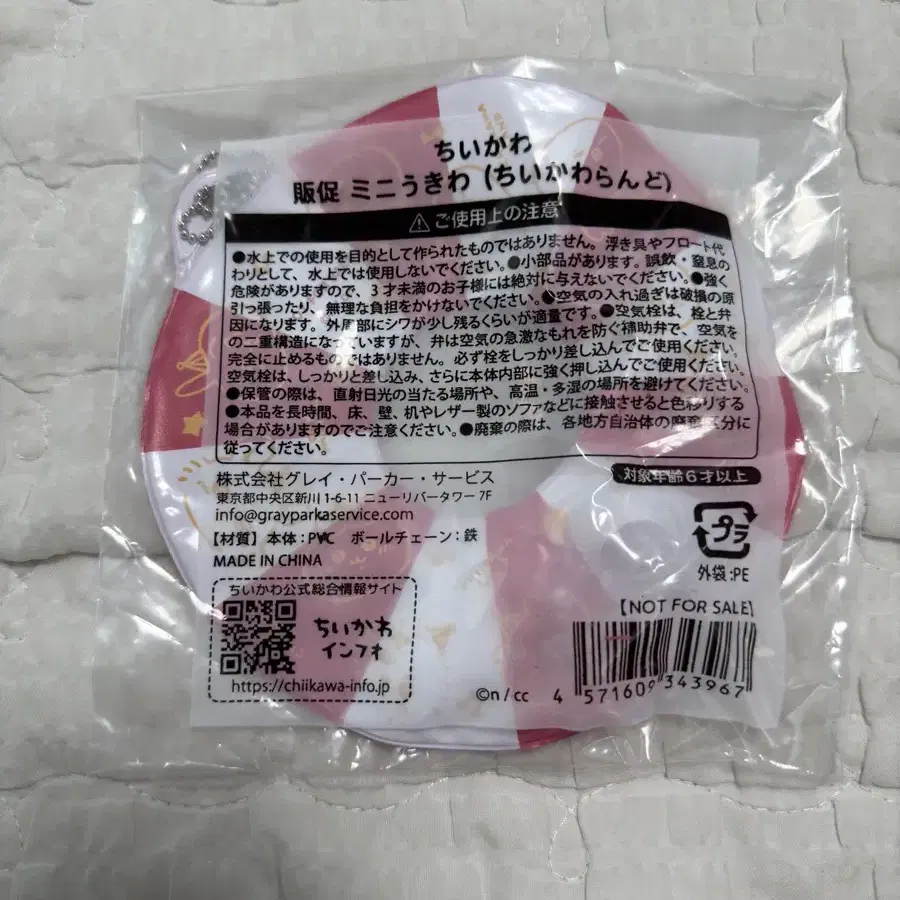 ちいかわ
販促 ミニうきわ (ちいかわらんど)
⚠ご使用上の注意
●水上での使用を目的として作られたものではありません。浮き具やフロート代
わりとして、水上では使用しないでください。●小部品があります。誤飲・窒息の
危険がありますので、3才未満のお子様には絶対に与えないでください。●強く
引っ張ったり、無理な負担をかけないでください。●空気の入れ過ぎは破損の原
因になります。外周部にシワが少し残るくらいが適量です。●空気栓は、栓と弁
の二重構造になっていますが、弁は空気の急激なもれを防ぐ補助弁で、空気を
完全に止めるものではありません。必ず栓をしっかり差し込んでご使用ください。
空気栓は、しっかりと差し込み、さらに本体内部に強く押し込んでご使用ください。
●保管の際は、直射日光の当たる場所や、高温・多湿の場所を避けてください。
●本品を長時間、床、壁、机やレザー製のソファなどに接触させると色移りする
場合がありますのでご注意ください。●廃棄の際は、各地方自治体の廃棄区分に
従ってください。
株式会社グレイ・パーカー・サービス
対象年齢6才以上
東京都中央区新川 1-6-11 ニューリバータワー 7F
info@grayparkaservice.com
【材質】本体:PVC ボールチェーン:鉄
プラ
外袋:PE
MADE IN CHINA
ちいかわ公式総合情報サイト
ちいかわ
インフォ
https://chiikawa-info.jp
【NOT FOR SALE】
©n / cc
4 571609 343967